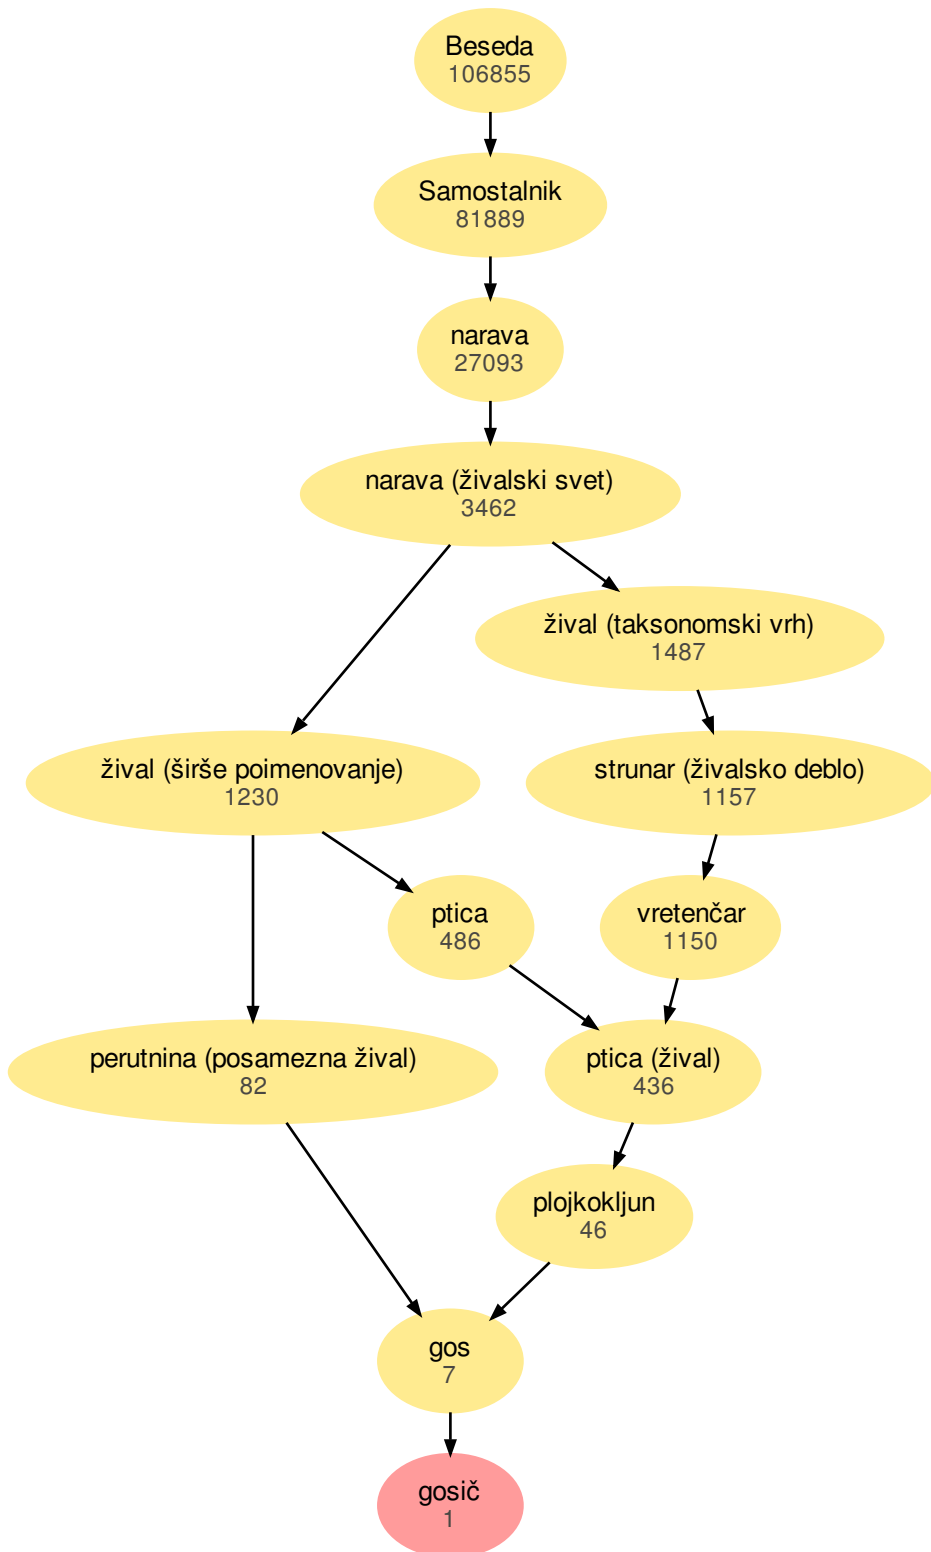 Beseda
106855
Samostalnik
81889
narava
27093
narava (živalski svet)
3462
žival (taksonomski vrh)
1487
žival (širše poimenovanje)
1230
strunar (živalsko deblo)
1157
ptica
486
vretenčar
1150
perutnina (posamezna žival)
82
ptica (žival)
436
plojkokljun
46
gos
7
gosič
1